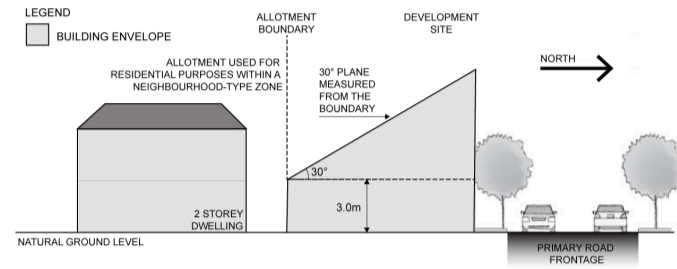 LEGEND
BUILDING ENVELOPE
ALLOTMENT
BOUNDARY
DEVELOPMENT
SITE
ALLOTMENT USED FOR
RESIDENTIAL PURPOSES WITHIN A
NEIGHBOURHOOD-TYPE ZONE
30° PLANE
MEASURED
FROM THE
BOUNDARY
NORTH
30°
3.0m
2 STOREY
DWELLING
NATURAL GROUND LEVEL
PRIMARY ROAD
FRONTAGE